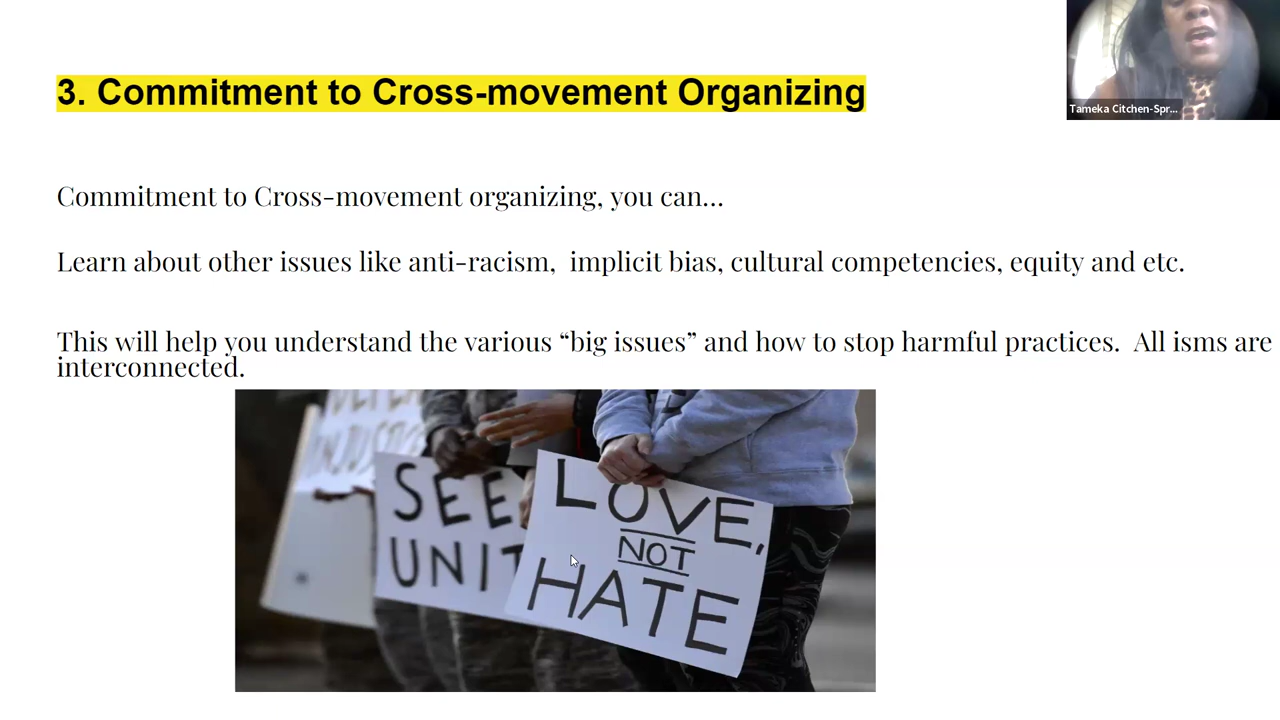 3. Commitment to Cross-movement Organizing
Tameka Citchen-Spr...
Commitment to Cross-movement organizing, you can...
Learn about other issues like anti-racism,  implicit bias, cultural competencies, equity and etc.
This will help you understand the various “big issues” and how to stop harmful practices.  All isms are
interconnected.
SEE
UNIT
LOVE,
NOT
HATE